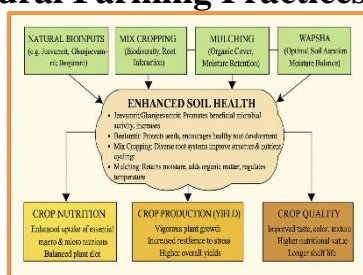 ural Farming Practices
NATURAL BIOINPUTS
(e.g. Jeevamrit, Ghanjeevam-
rit; Beejamrit)
MIX CROPPING
(Biodiversity, Root
Interaction)
MULCHING
(Organic Cover,
Moisture Retention)
WAPSHA
(Optimal Soil Aeration
Moisture Balance)
ENHANCED SOIL HEALTH
• Jeevamrit/Ghanjeevamrit: Promotes beneficial microbial
activity, increases
• Beejamrit: Protects seeds, encourages healthy root development
• Mix Cropping: Diverse root systems improve structure & nutrient
cycling;
• Mulching: Retains moisture, adds organic matter, regulates
temperature
CROP NUTRITION
Enhanced uptake of essential
macro & micro nutrients
Balanced plant diet
CROP PRODUCTION (YIELD)
Vigorous plant growth
Increased resilience to stress
Higher overall yields
CROP QUALITY
Improved taste, color, texture
Higher nutritional value
Longer shelf life